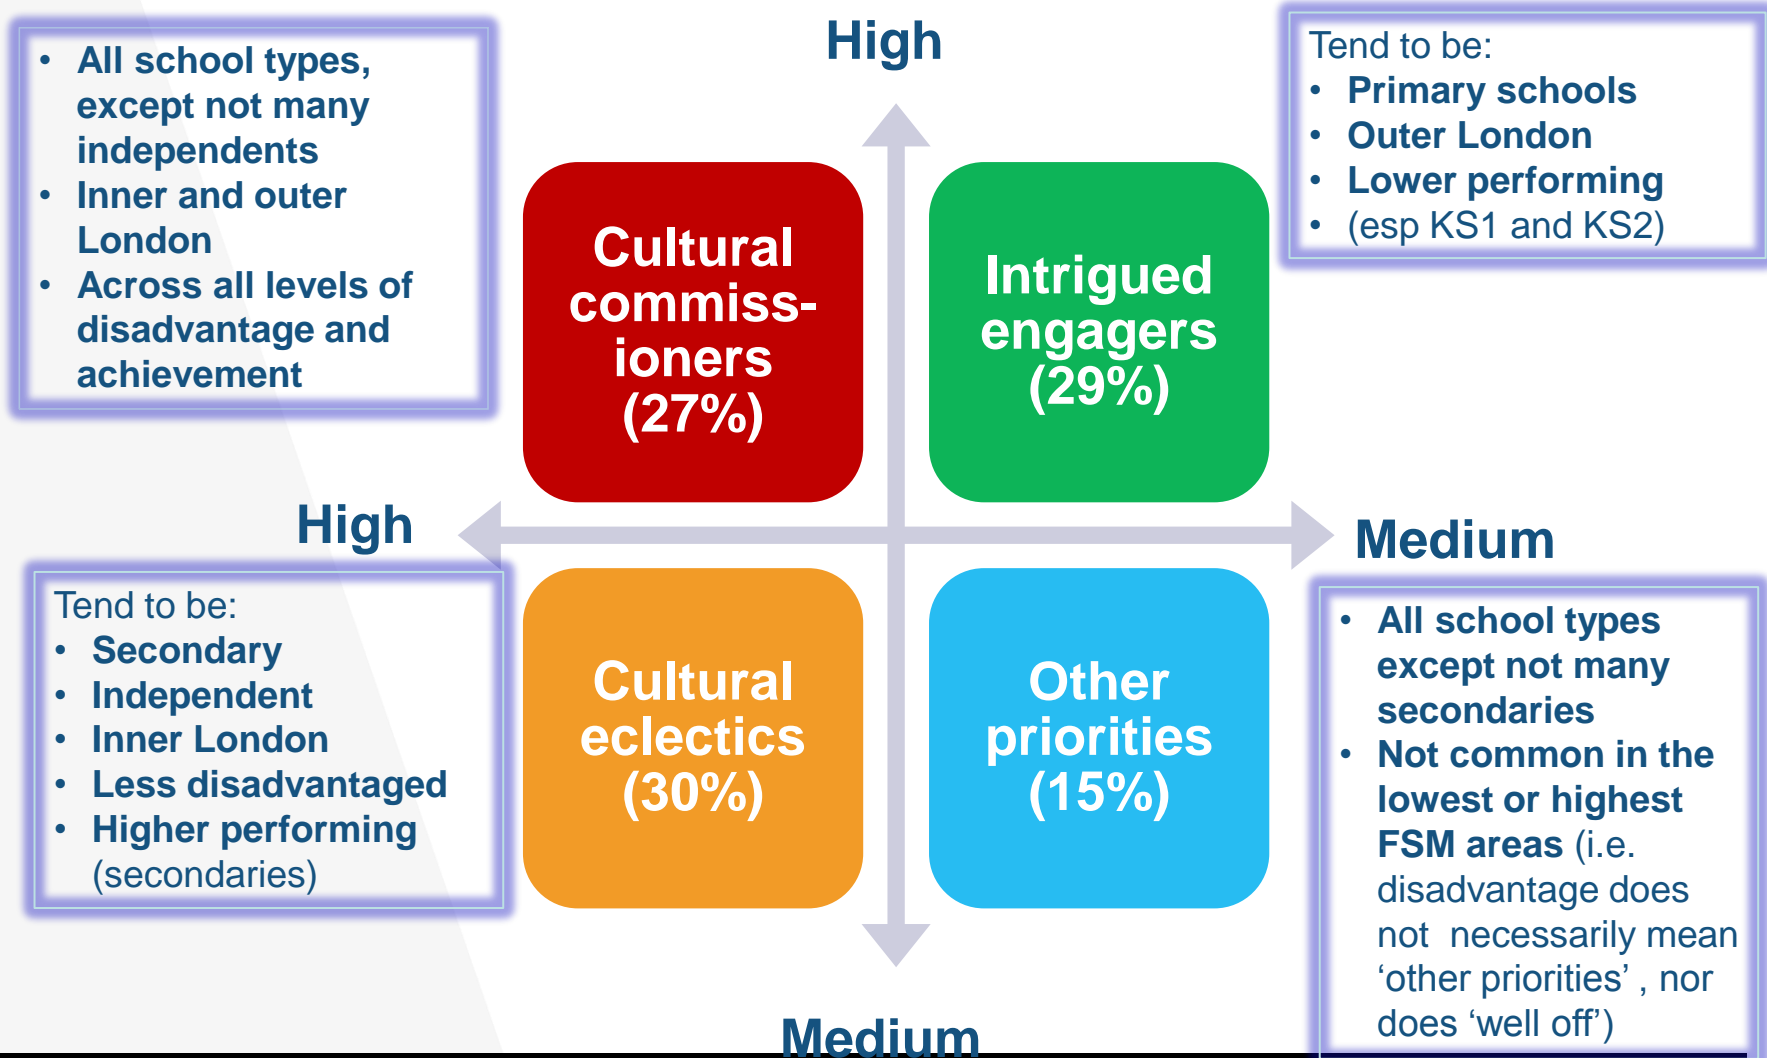 High
• All school types,
except not many
independents
• Inner and outer
London
• Across all levels of
disadvantage and
achievement
Tend to be:
• Primary schools
• Outer London
• Lower performing
• (esp KS1 and KS2)
Cultural
commiss-
ioners
(27%)
Intrigued
engagers
(29%)
High
Medium
Tend to be:
• Secondary
• Independent
• Inner London
• Less disadvantaged
• Higher performing
(secondaries)
Cultural
eclectics
(30%)
Other
priorities
(15%)
• All school types
except not many
secondaries
• Not common in the
lowest or highest
FSM areas (i.e.
disadvantage does
not necessarily mean
‘other priorities’ , nor
does ‘well off’)
Medium